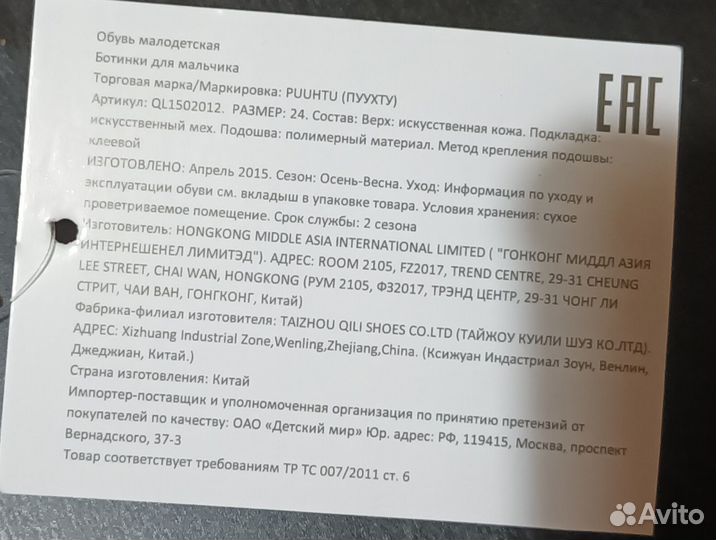 Обувь малодетская
Ботинки для мальчика
Торговая марка/Маркировка: PUUHTU (ПУУХТУ)
Артикул: QL1502012. РАЗМЕР: 24. Состав: Верх: искусственная кожа. Подкладка:
искусственный мех. Подошва: полимерный материал. Метод крепления подошвы:
клеевой
ИЗГОТОВЛЕНО: Апрель 2015. Сезон: Осень-Весна. Уход: Информация по уходу и
эксплуатации обуви см. вкладыш в упаковке товара. Условия хранения: сухое
проветриваемое помещение. Срок службы: 2 сезона
Изготовитель: HONGKONG MIDDLE ASIA INTERNATIONAL LIMITED ( "ГОНКОНГ МИДДЛ АЗИЯ
ИНТЕРНЕШЕНЕЛ ЛИМИТЭД"). АДРЕС: ROOM 2105, FZ2017, TREND CENTRE, 29-31 CHEUNG
LEE STREET, CHAI WAN, HONGKONG (РУМ 2105, ФЗ2017, ТРЭНД ЦЕНТР, 29-31 ЧОНГ ЛИ
СТРИТ, ЧАИ ВАН, ГОНГКОНГ, Китай)
Фабрика-филиал изготовителя: TAIZHOU QILI SHOES CO.LTD (ТАЙЖОУ КУИЛИ ШУЗ КО.ЛТД).
АДРЕС: Xizhuang Industrial Zone,Wenling,Zhejiang,China. (Ксижуан Индастриал Зоун, Венлин,
Джеджиан, Китай.)
Страна изготовления: Китай
Импортер-поставщик и уполномоченная организация по принятию претензий от
покупателей по качеству: ОАО «Детский мир» Юр. адрес: РФ, 119415, Москва, проспект
Вернадского, 37-3
Товар соответствует требованиям ТР ТС 007/2011 ст. 6
EAC
Avito